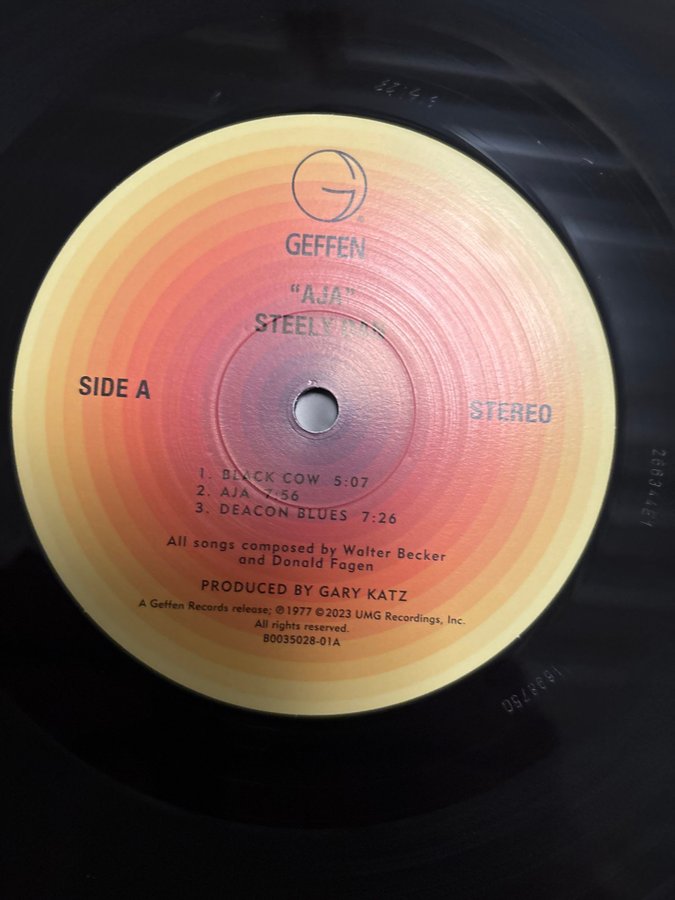 GEFFEN
"AJA"
STEELY DAN
SIDE A
STEREO
1. BLACK COW 5:07
2. AJA 7:56
3. DEACON BLUES 7:26
All songs composed by Walter Becker
and Donald Fagen
PRODUCED BY GARY KATZ
A Geffen Records release; ℗1977 ©2023 UMG Recordings, Inc.
All rights reserved.
B0035028-01A